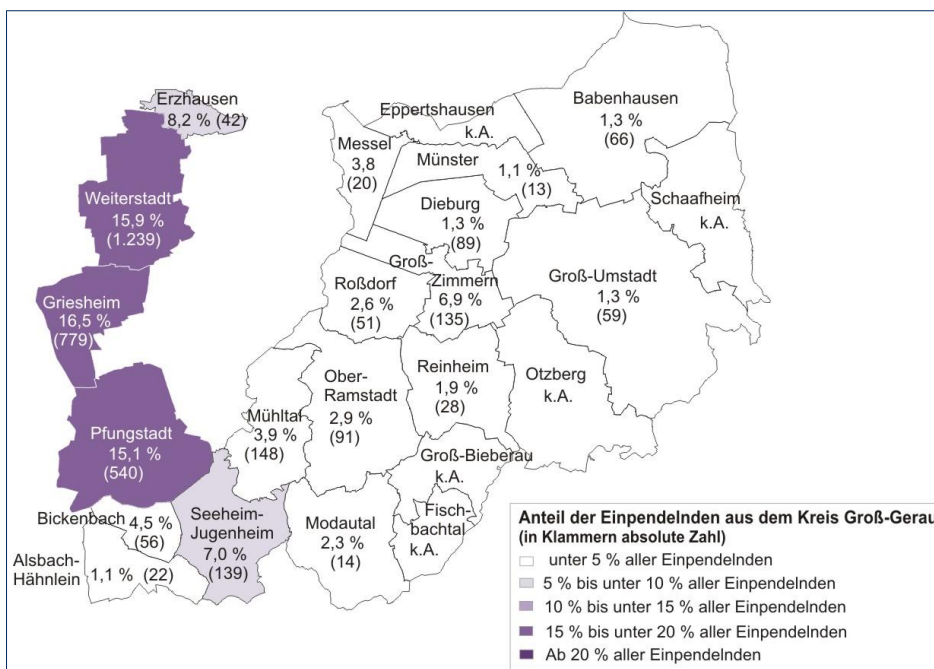 Erzhausen
8,2 % (42)
Weiterstadt
15,9 %
(1.239)
Griesheim
16,5 %
(779)
Pfungstadt
15,1 %
(540)
Bickenbach
4,5 %
(56)
Alsbach-
Hähnlein
1,1 % (22)
Seeheim-
Jugenheim
7,0 %
(139)
Mühltal
3,9 %
(148)
Ober-
Ramstadt
2,9 %
(91)
Modautal
2,3 %
(14)
Roßdorf
2,6 %
(51)
Messel
3,8
(20)
Eppertshausen
k.A.
Münster
1,1 %
(13)
Dieburg
1,3 %
(89)
Groß-
Zimmern
6,9 %
(135)
Reinheim
1,9 %
(28)
Groß-Bieberau
k.A.
Fisch-
bachtal
k.A.
Otzberg
k.A.
Groß-Umstadt
1,3 %
(59)
Babenhausen
1,3 %
(66)
Schaafheim
k.A.
Anteil der Einpendelnden aus dem Kreis Groß-Gerau
(in Klammern absolute Zahl)
unter 5 % aller Einpendelnden
5 % bis unter 10 % aller Einpendelnden
10 % bis unter 15 % aller Einpendelnden
15 % bis unter 20 % aller Einpendelnden
Ab 20 % aller Einpendelnden